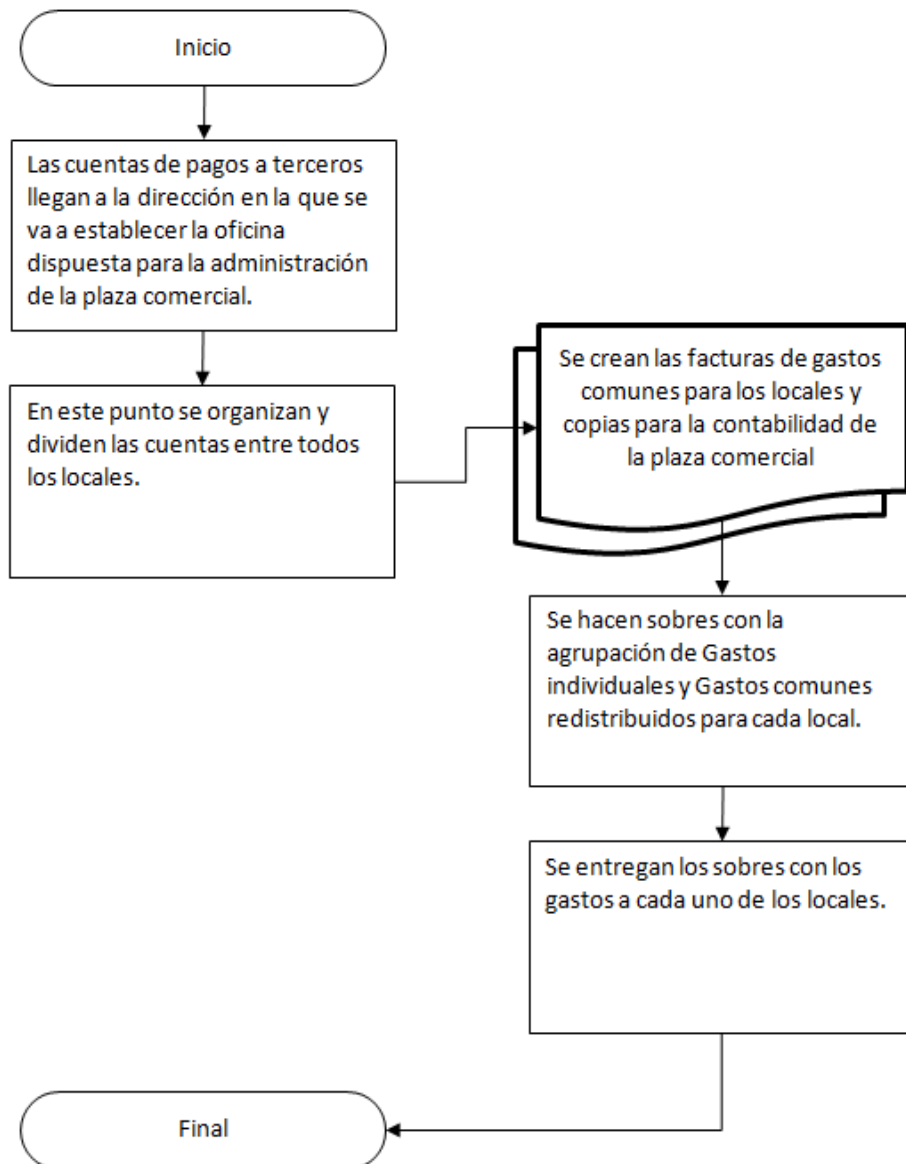 Inicio
Las cuentas de pagos a terceros
llegan a la dirección en la que se
va a establecer la oficina
dispuesta para la administración
de la plaza comercial.
En este punto se organizan y
dividen las cuentas entre todos
los locales.
Se crean las facturas de gastos
comunes para los locales y
copias para la contabilidad de
la plaza comercial
Se hacen sobres con la
agrupación de Gastos
individuales y Gastos comunes
redistribuidos para cada local.
Se entregan los sobres con los
gastos a cada uno de los locales.
Final